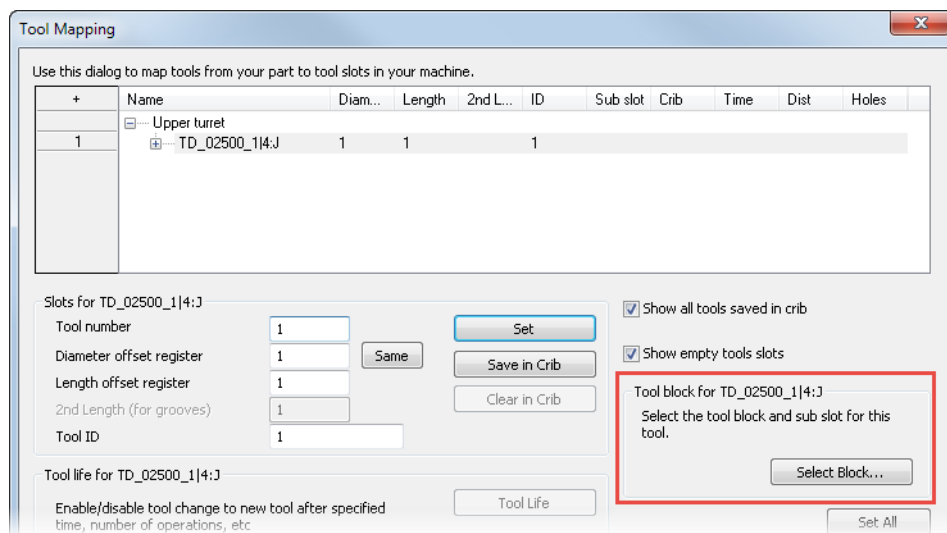 Tool Mapping
Use this dialog to map tools from your part to tool slots in your machine.
+ Name Diam... Length 2nd L... ID Sub slot Crib Time Dist Holes
Upper turret
1 TD_02500_1|4:J 1 1 1
Slots for TD_02500_1|4:J
Tool number 1 Set
Diameter offset register 1 Same Save in Crib
Length offset register 1 Clear in Crib
2nd Length (for grooves) 1
Tool ID 1
Show all tools saved in crib
Show empty tools slots
Tool block for TD_02500_1|4:J
Select the tool block and sub slot for this
tool.
Select Block...
Tool life for TD_02500_1|4:J
Enable/disable tool change to new tool after specified
time, number of operations, etc
Tool Life
Set All